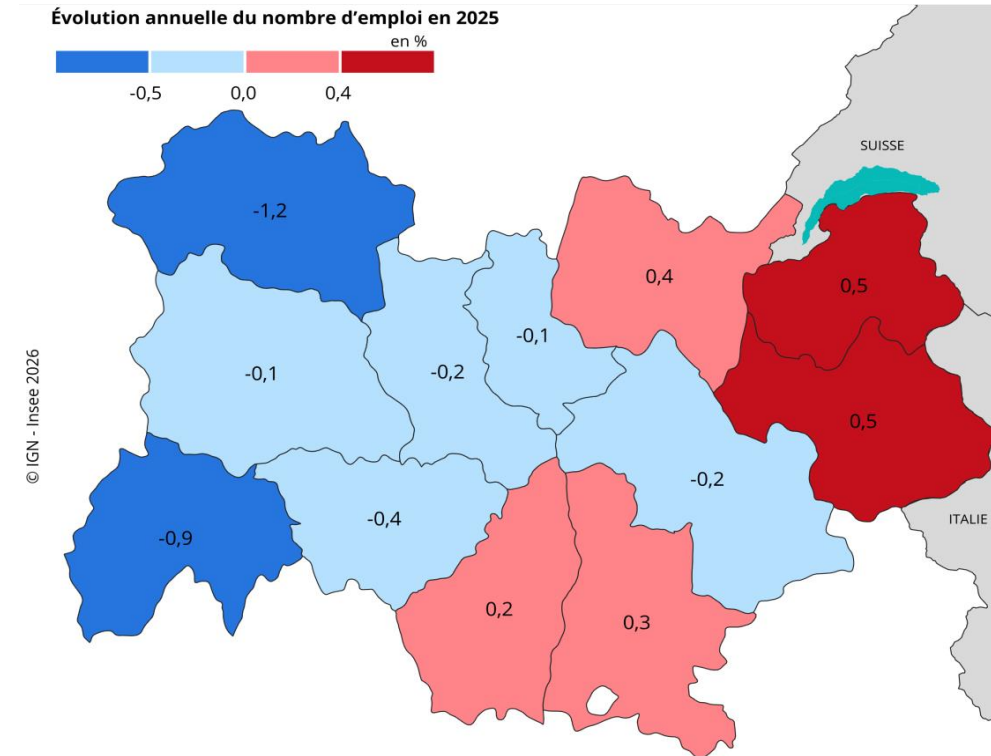 Évolution annuelle du nombre d’emploi en 2025
en %
-0,5 0,0 0,4
SUISSE
-1,2
0,4
0,5
-0,1
-0,1
-0,2
0,5
-0,2
-0,4
-0,9
ITALIE
0,2
0,3
© IGN - Insee 2026